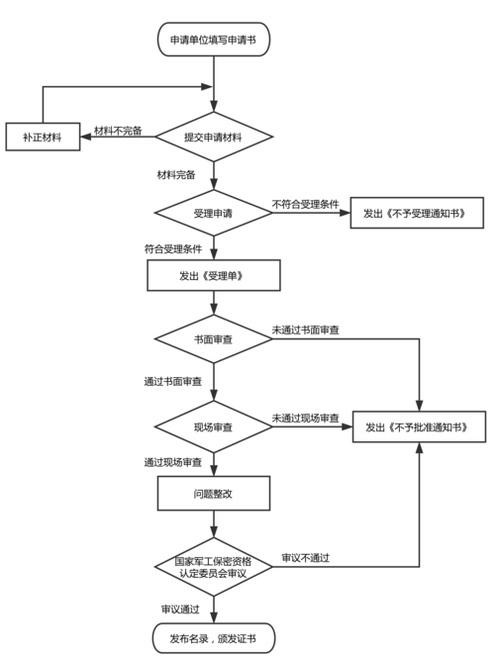 申请单位填写申请书
补正材料
材料不完备
提交申请材料
材料完备
受理申请
不符合受理条件
发出《不予受理通知书》
符合受理条件
发出《受理单》
书面审查
未通过书面审查
通过书面审查
现场审查
未通过现场审查
发出《不予批准通知书》
通过现场审查
问题整改
国家军工保密资格
认定委员会审议
审议不通过
审议通过
发布名录，颁发证书